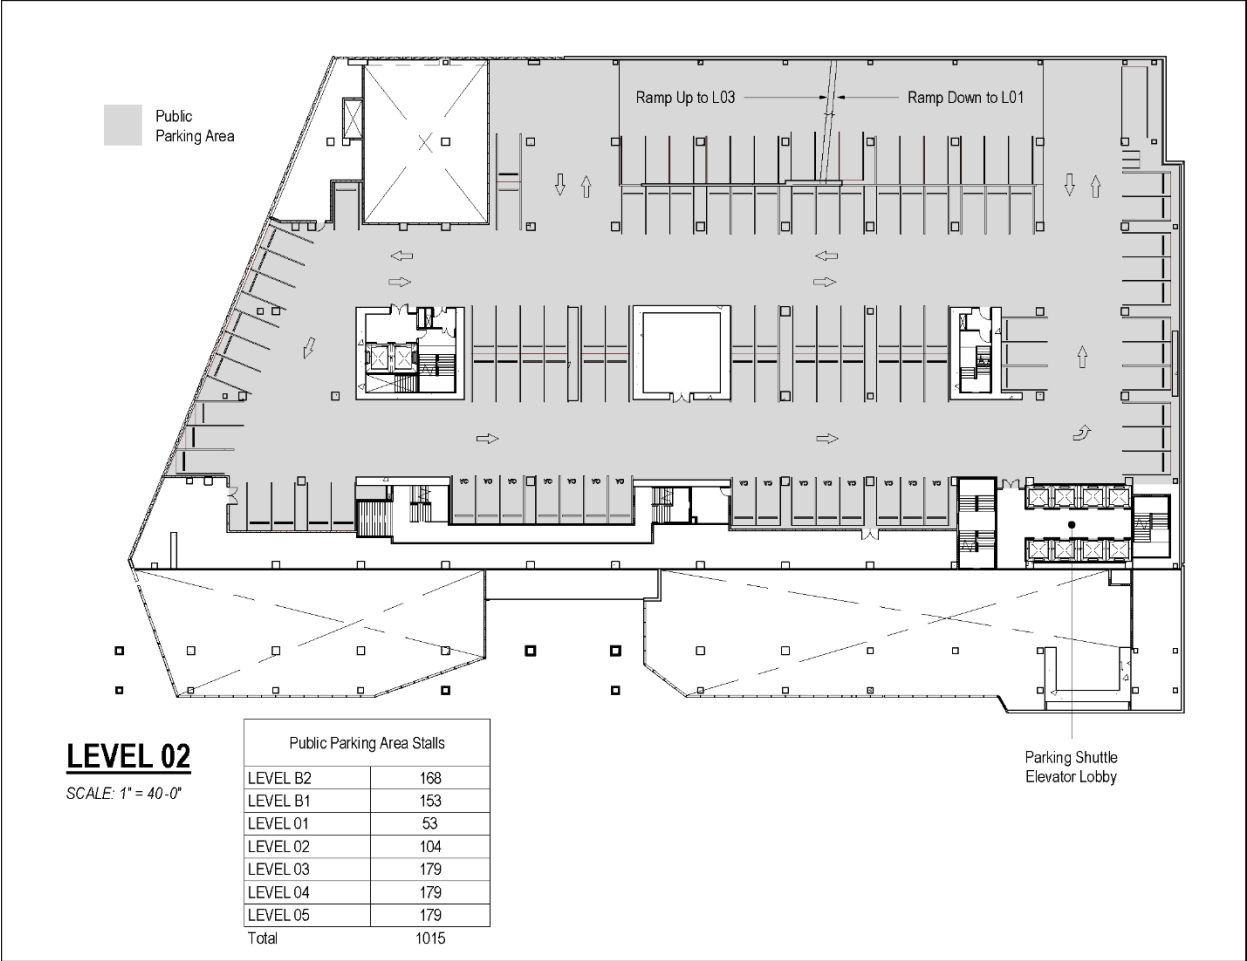 Public
Parking Area
Ramp Up to L03
Ramp Down to L01
Parking Shuttle
Elevator Lobby
LEVEL 02
SCALE: 1" = 40-0"
Public Parking Area Stalls
LEVEL B2 168
LEVEL B1 153
LEVEL 01 53
LEVEL 02 104
LEVEL 03 179
LEVEL 04 179
LEVEL 05 179
Total 1015